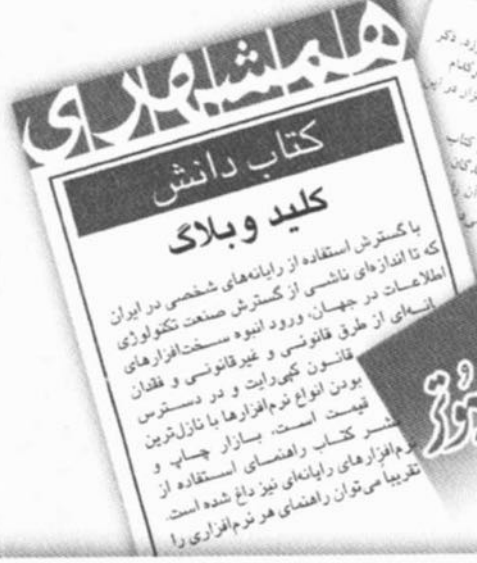 همشهری
کتاب دانش
کلید وبلاگ
با گسترش استفاده از رایانه‌های شخصی در ایران
که تا اندازه‌ای ناشی از گسترش صنعت تکنولوژی
اطلاعات در جهان، ورود انبوه سخت‌افزارهای
ـانه‌ای از طرق قانونی و غیرقانونی و فقدان
قانون کپی‌رایت و در دسترس
بودن انواع نرم‌افزارها با نازل‌ترین
قیمت است، بازار چاپ و
نشر کتاب راهنمای استفاده از
نرم‌افزارهای رایانه‌ای نیز داغ شده است.
تقریباً می‌توان راهنمای هر نرم‌افزاری را
ذکر
کتاب